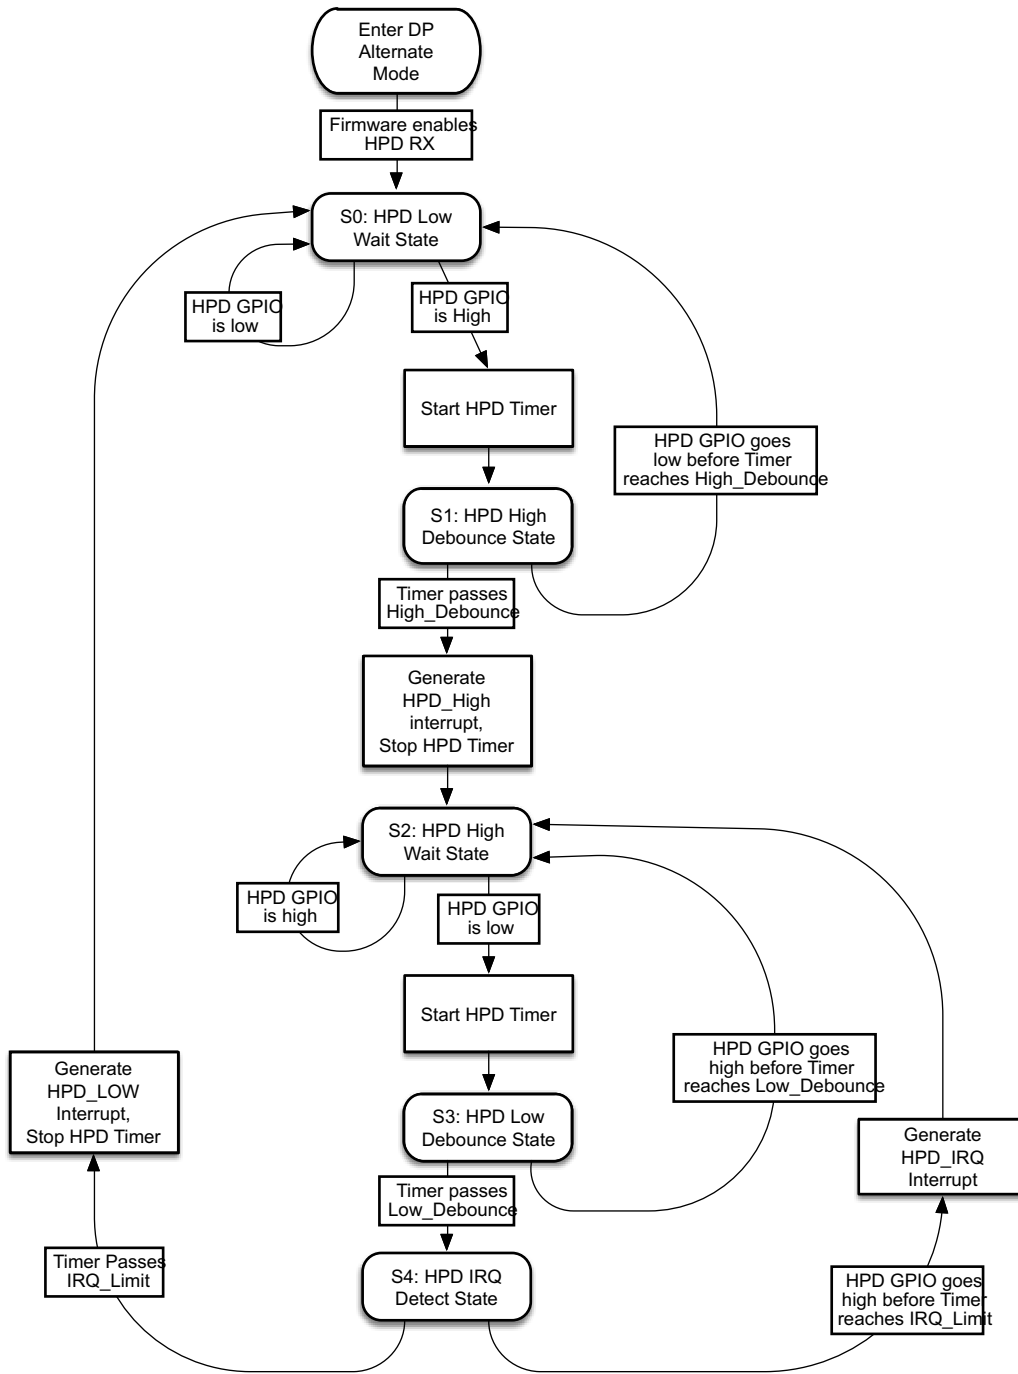 Enter DP
Alternate
Mode
Firmware enables
HPD RX
S0: HPD Low
Wait State
HPD GPIO
is low
HPD GPIO
is High
Start HPD Timer
HPD GPIO goes
low before Timer
reaches High_Debounce
S1: HPD High
Debounce State
Timer passes
High_Debounce
Generate
HPD_High
interrupt,
Stop HPD Timer
S2: HPD High
Wait State
HPD GPIO
is high
HPD GPIO
is low
Start HPD Timer
HPD GPIO goes
high before Timer
reaches Low_Debounce
Generate
HPD_LOW
Interrupt,
Stop HPD Timer
S3: HPD Low
Debounce State
Generate
HPD_IRQ
Interrupt
Timer passes
Low_Debounce
Timer Passes
IRQ_Limit
S4: HPD IRQ
Detect State
HPD GPIO goes
high before Timer
reaches IRQ_Limit